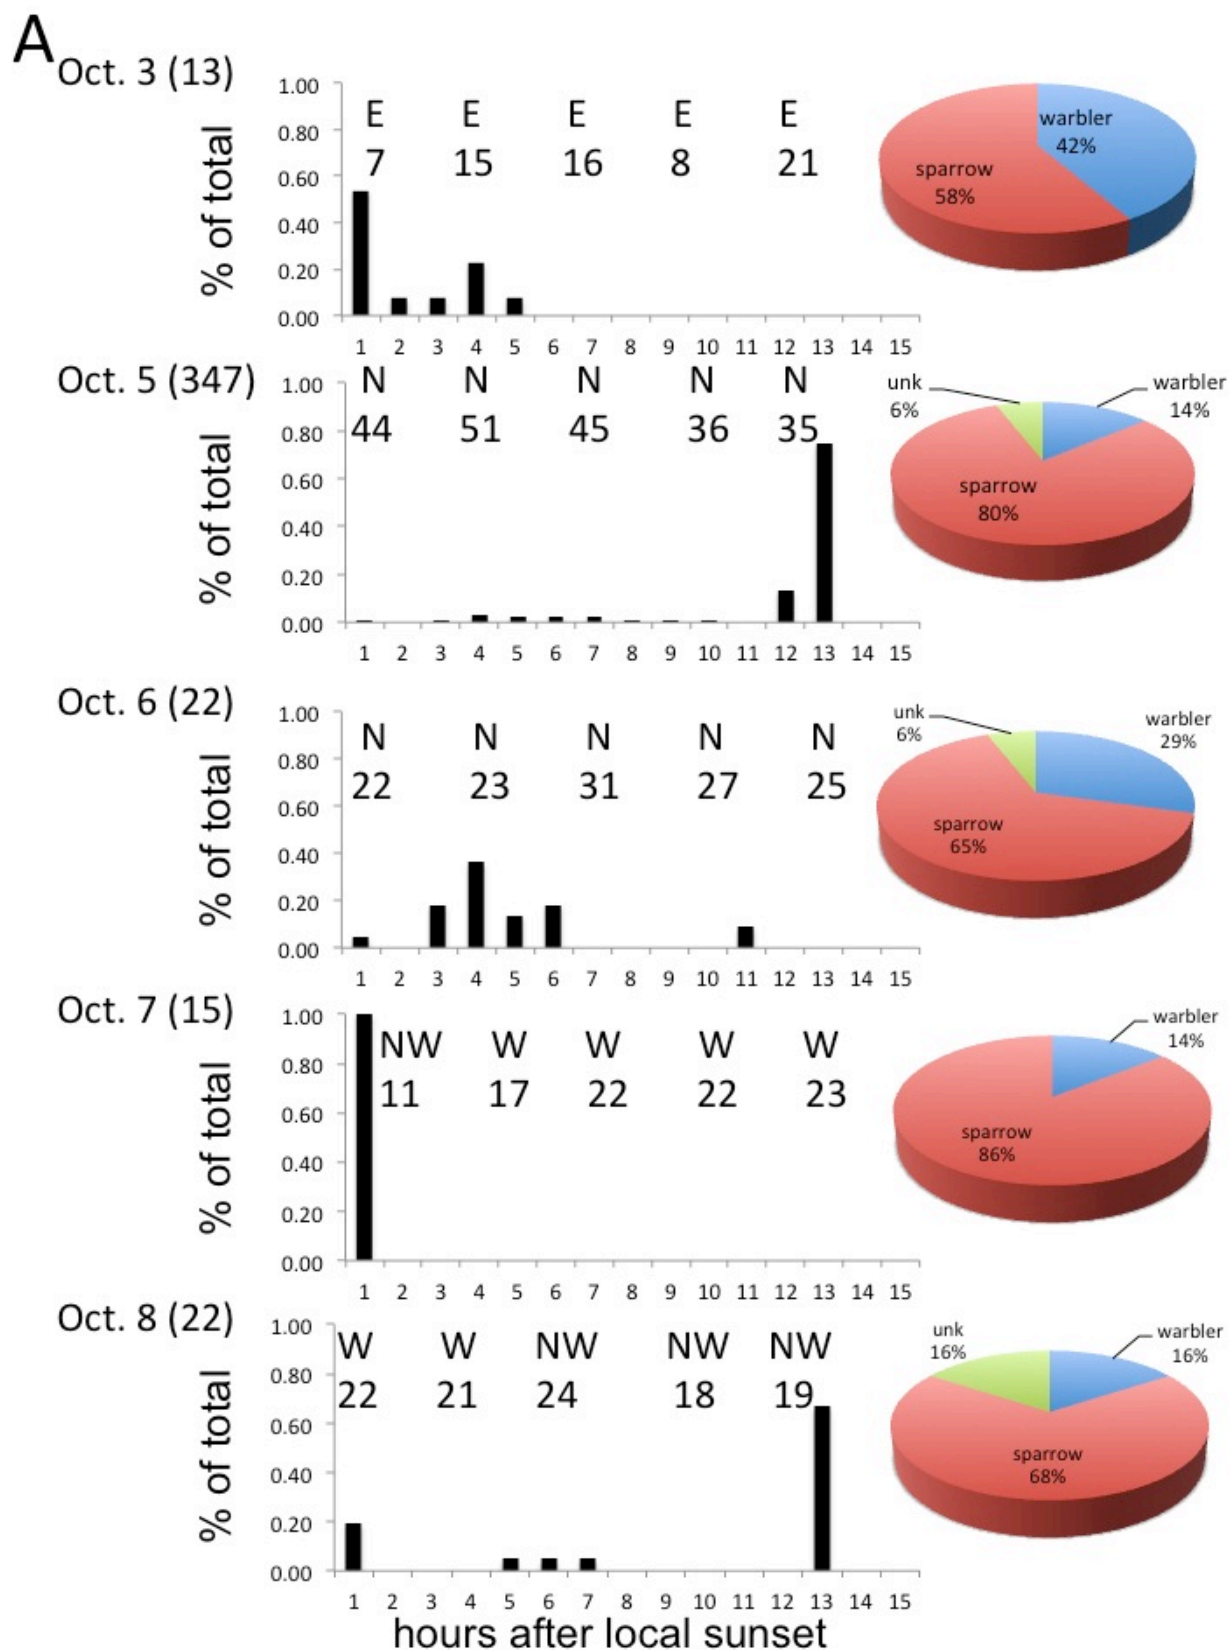 A
Oct. 3 (13)
% of total
1.00
0.80
0.60
0.40
0.20
0.00
E E E E E
7 15 16 8 21
1 2 3 4 5 6 7 8 9 10 11 12 13 14 15
warbler
42%
sparrow
58%
Oct. 5 (347)
% of total
1.00
0.80
0.60
0.40
0.20
0.00
N N N N N
44 51 45 36 35
1 2 3 4 5 6 7 8 9 10 11 12 13 14 15
unk
6%
warbler
14%
sparrow
80%
Oct. 6 (22)
% of total
1.00
0.80
0.60
0.40
0.20
0.00
N N N N N
22 23 31 27 25
1 2 3 4 5 6 7 8 9 10 11 12 13 14 15
unk
6%
warbler
29%
sparrow
65%
Oct. 7 (15)
% of total
1.00
0.80
0.60
0.40
0.20
0.00
NW W W W W
11 17 22 22 23
1 2 3 4 5 6 7 8 9 10 11 12 13 14 15
warbler
14%
sparrow
86%
Oct. 8 (22)
% of total
1.00
0.80
0.60
0.40
0.20
0.00
W W NW NW NW
22 21 24 18 19
1 2 3 4 5 6 7 8 9 10 11 12 13 14 15
unk
16%
warbler
16%
sparrow
68%
hours after local sunset